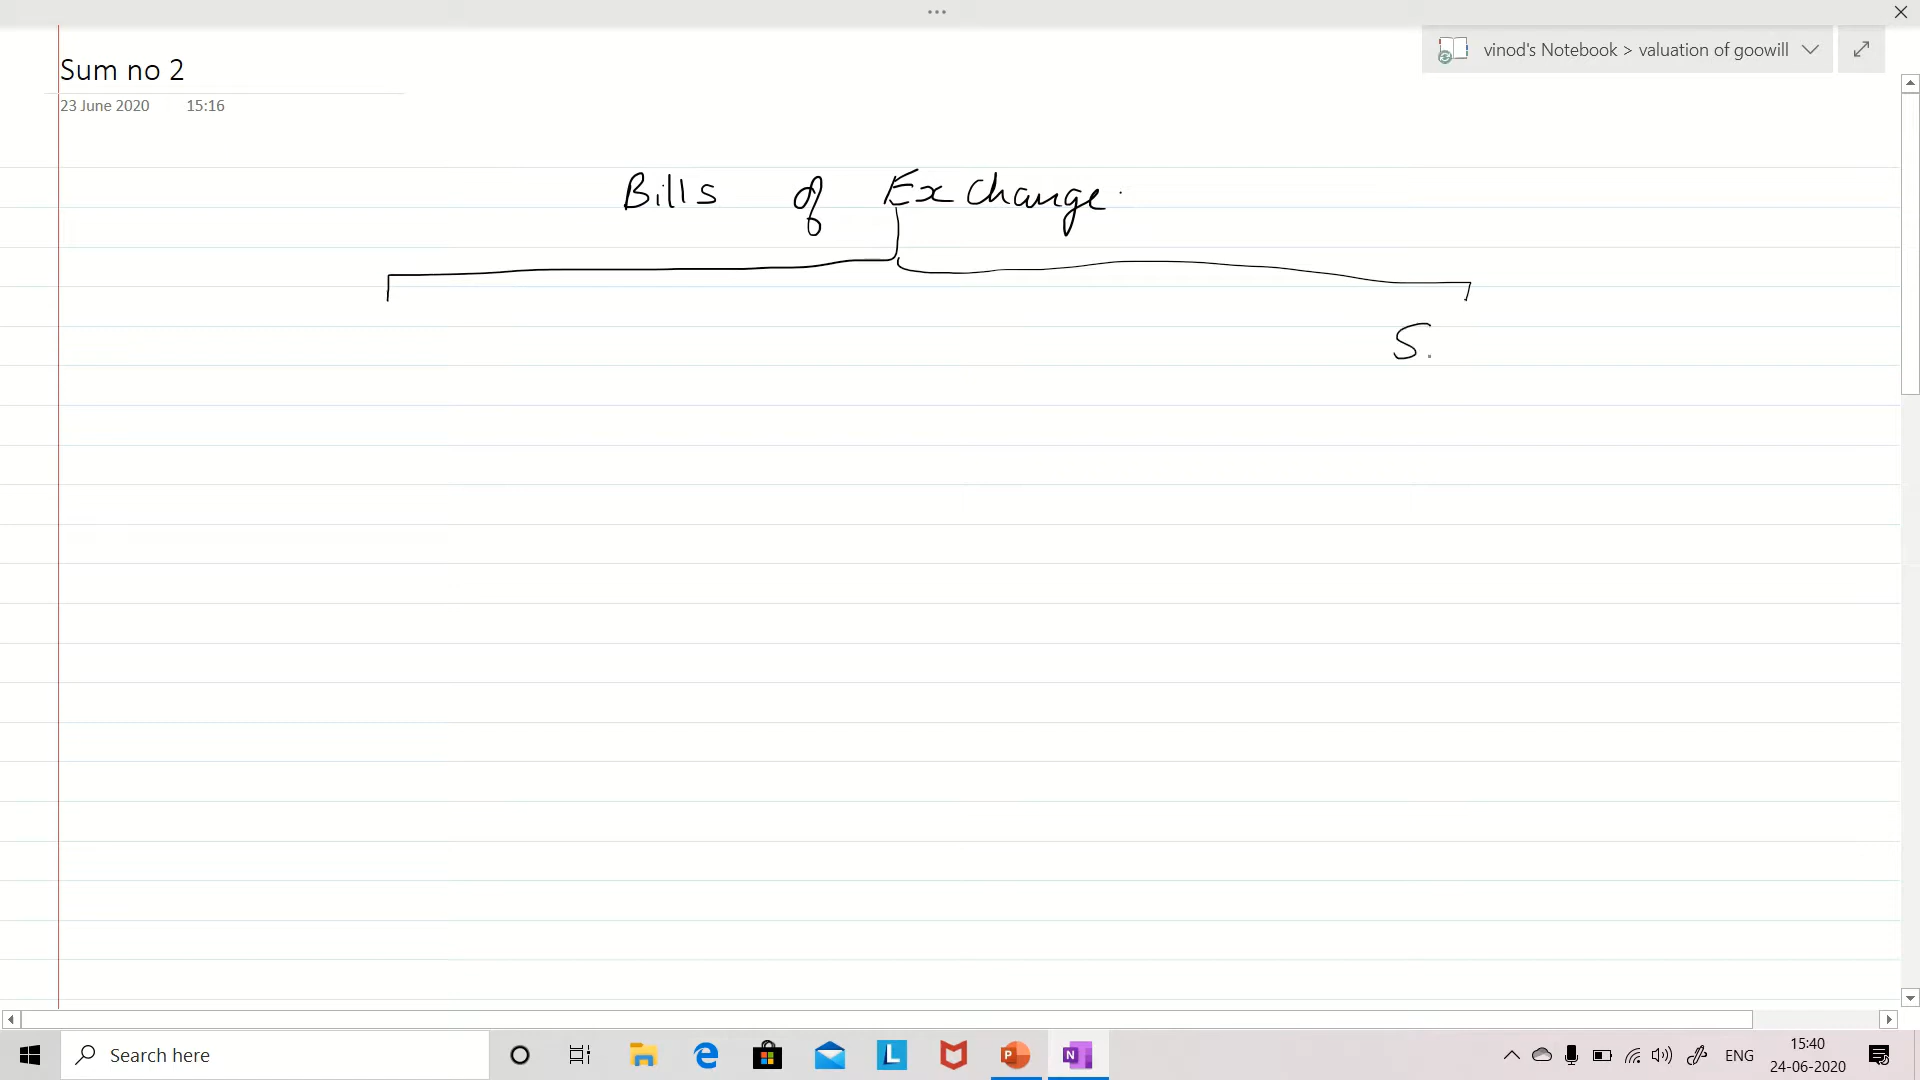 vinod's Notebook > valuation of goowill
Sum no 2
23 June 2020 15:16
Bills of Exchange.
S.
Search here
ENG
15:40
24-06-2020